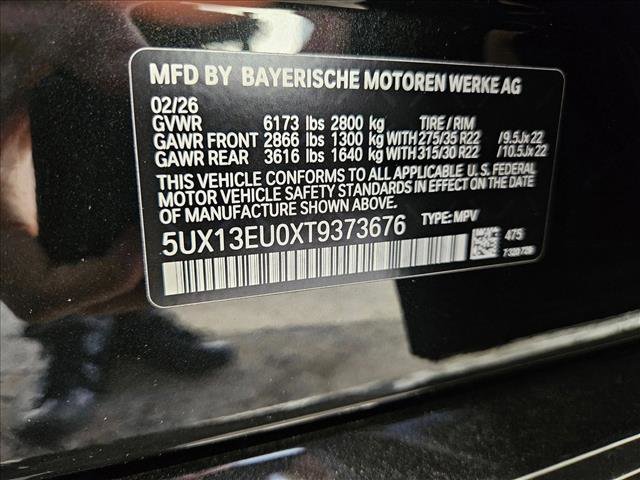 MFD BY BAYERISCHE MOTOREN WERKE AG
02/26
GVWR 6173 lbs 2800 kg TIRE / RIM
GAWR FRONT 2866 lbs 1300 kg WITH 275/35 R22 / 9.5Jx22
GAWR REAR 3616 lbs 1640 kg WITH 315/30 R22 / 10.5Jx22
THIS VEHICLE CONFORMS TO ALL APPLICABLE U.S. FEDERAL
MOTOR VEHICLE SAFETY STANDARDS IN EFFECT ON THE DATE
OF MANUFACTURE SHOWN ABOVE.
5UX13EU0XT9373676 TYPE: MPV 475